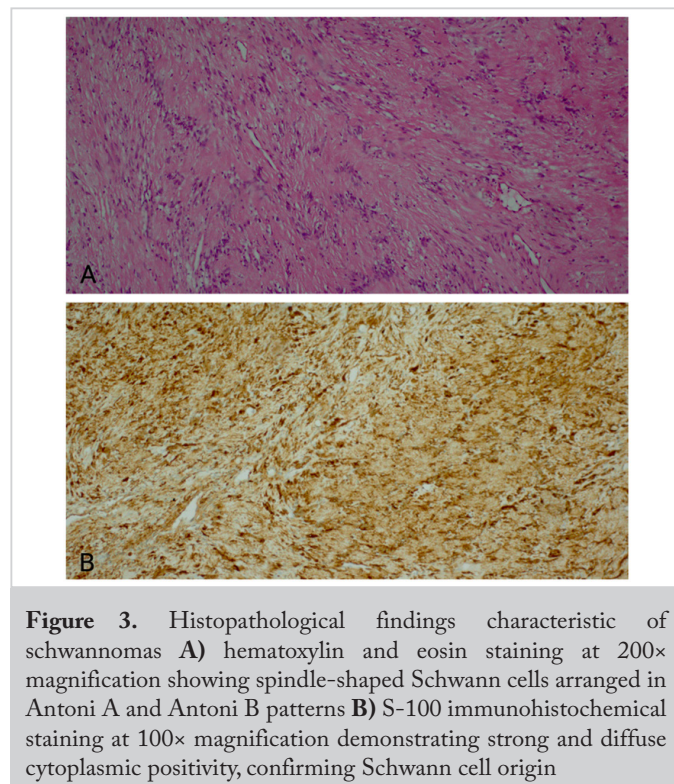 A
B
Figure 3. Histopathological findings characteristic of
schwannomas A) hematoxylin and eosin staining at 200×
magnification showing spindle-shaped Schwann cells arranged in
Antoni A and Antoni B patterns B) S-100 immunohistochemical
staining at 100× magnification demonstrating strong and diffuse
cytoplasmic positivity, confirming Schwann cell origin